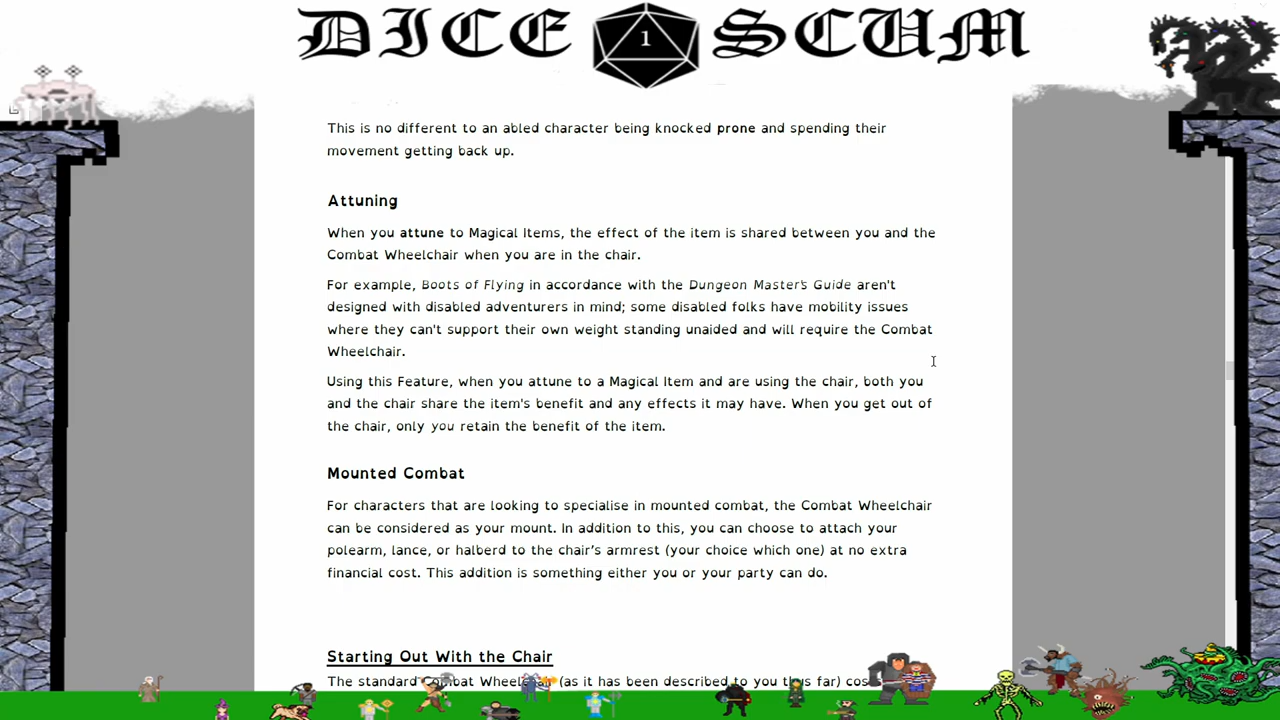 DICE 1 SCUM
This is no different to an abled character being knocked prone and spending their
movement getting back up.
Attuning
When you attune to Magical Items, the effect of the item is shared between you and the
Combat Wheelchair when you are in the chair.
For example, Boots of Flying in accordance with the Dungeon Master's Guide aren't
designed with disabled adventurers in mind; some disabled folks have mobility issues
where they can't support their own weight standing unaided and will require the Combat
Wheelchair.
Using this Feature, when you attune to a Magical Item and are using the chair, both you
and the chair share the item's benefit and any effects it may have. When you get out of
the chair, only you retain the benefit of the item.
Mounted Combat
For characters that are looking to specialise in mounted combat, the Combat Wheelchair
can be considered as your mount. In addition to this, you can choose to attach your
polearm, lance, or halberd to the chair’s armrest (your choice which one) at no extra
financial cost. This addition is something either you or your party can do.
Starting Out With the Chair
The standard Combat Wheelchair (as it has been described to you thus far)